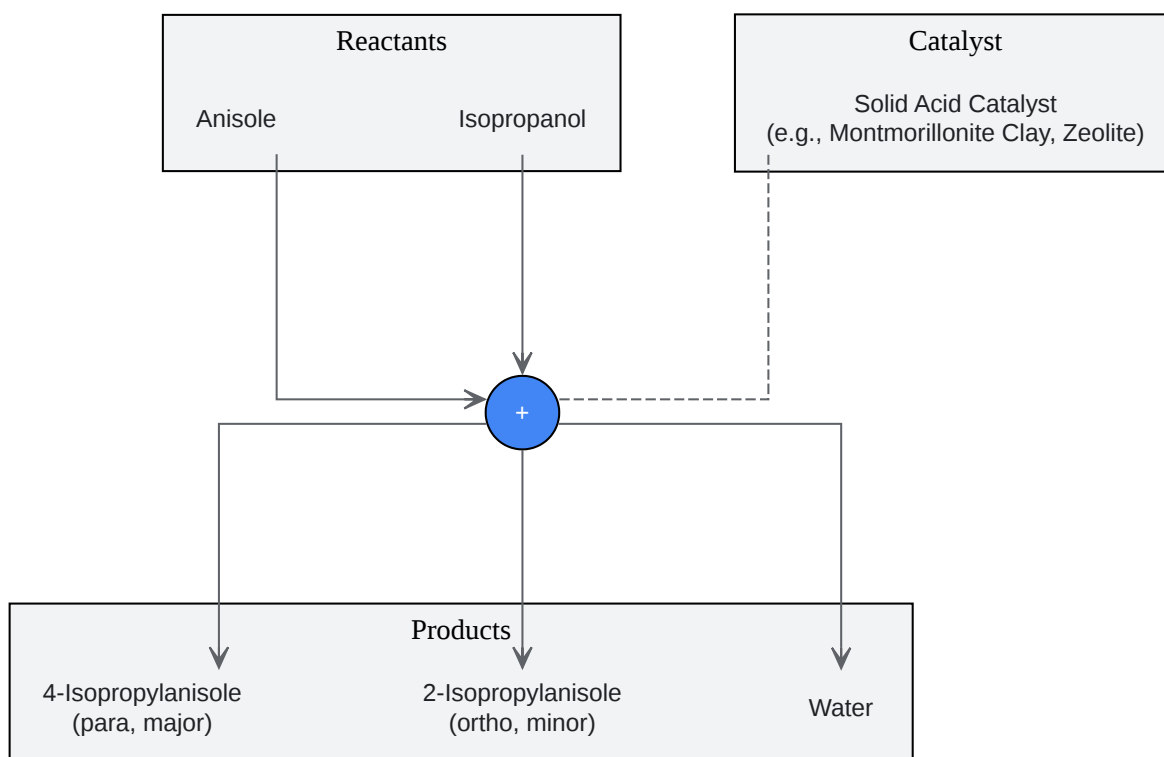 Reactants
Anisole
Isopropanol
Catalyst
Solid Acid Catalyst
(e.g., Montmorillonite Clay, Zeolite)
+
Products
4-Isopropylanisole
(para, major)
2-Isopropylanisole
(ortho, minor)
Water